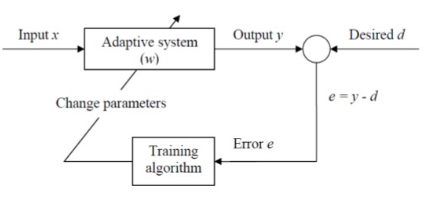 Input x
Adaptive system
(w)
Output y
Desired d
Change parameters
e = y - d
Training
algorithm
Error e